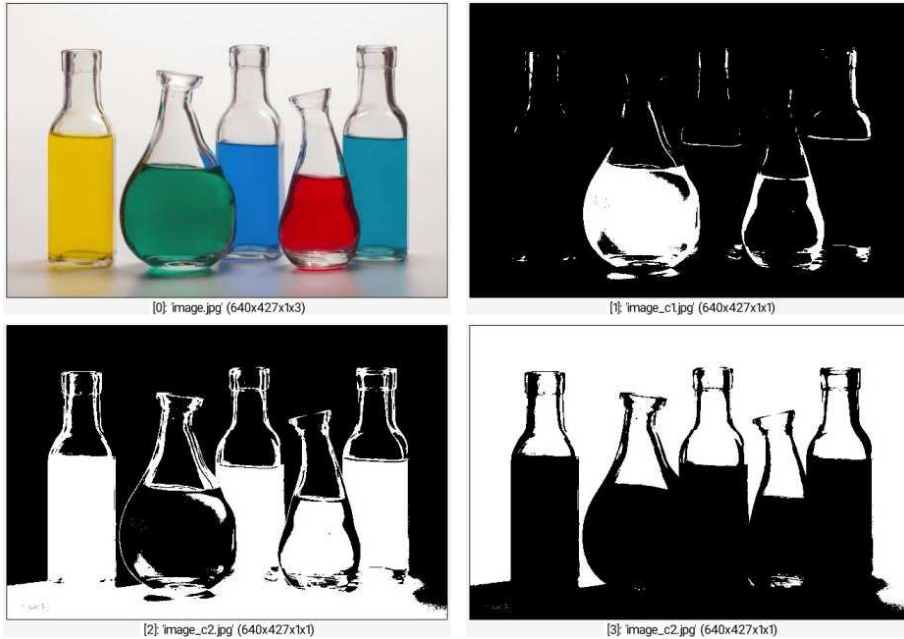 [0]: 'image.jpg' (640x427x1x3)
[1]: 'image_c1.jpg' (640x427x1x1)
[2]: 'image_c2.jpg' (640x427x1x1)
[3]: 'image_c2.jpg' (640x427x1x1)